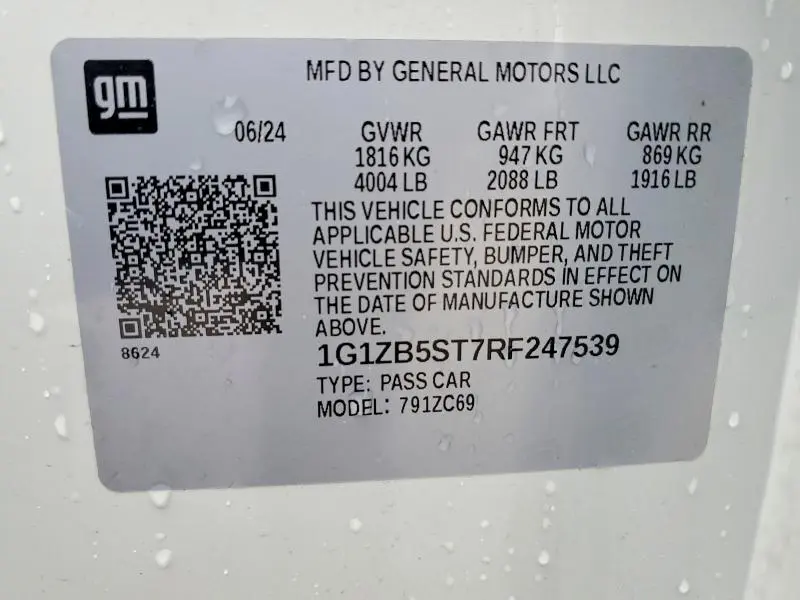 gm
MFD BY GENERAL MOTORS LLC
06/24 GVWR GAWR FRT GAWR RR
1816 KG 947 KG 869 KG
4004 LB 2088 LB 1916 LB
THIS VEHICLE CONFORMS TO ALL
APPLICABLE U.S. FEDERAL MOTOR
VEHICLE SAFETY, BUMPER, AND THEFT
PREVENTION STANDARDS IN EFFECT ON
THE DATE OF MANUFACTURE SHOWN
ABOVE.
8624
1G1ZB5ST7RF247539
TYPE: PASS CAR
MODEL: 791ZC69